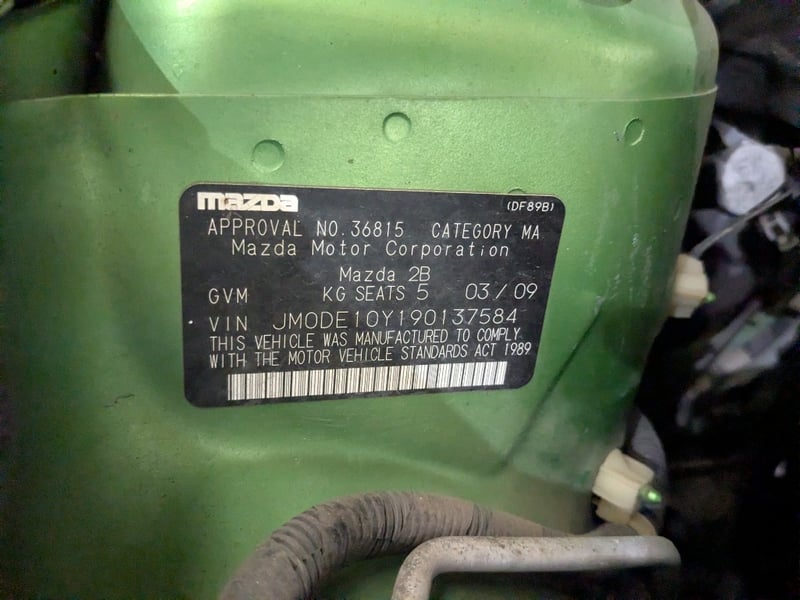 mazda (DF89B)
APPROVAL NO.36815 CATEGORY MA
Mazda Motor Corporation
Mazda 2B
GVM KG SEATS 5 03/09
VIN JM0DE10Y190137584
THIS VEHICLE WAS MANUFACTURED TO COMPLY
WITH THE MOTOR VEHICLE STANDARDS ACT 1989